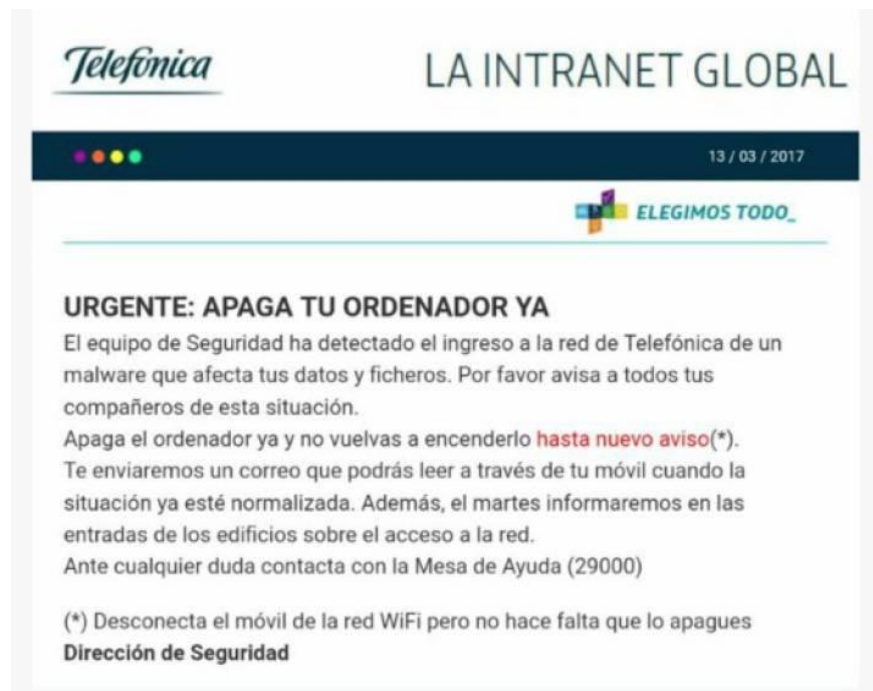 Telefónica
LA INTRANET GLOBAL
13 / 03 / 2017
ELEGIMOS TODO_
URGENTE: APAGA TU ORDENADOR YA
El equipo de Seguridad ha detectado el ingreso a la red de Telefónica de un
malware que afecta tus datos y ficheros. Por favor avisa a todos tus
compañeros de esta situación.
Apaga el ordenador ya y no vuelvas a encenderlo hasta nuevo aviso(*).
Te enviaremos un correo que podrás leer a través de tu móvil cuando la
situación ya esté normalizada. Además, el martes informaremos en las
entradas de los edificios sobre el acceso a la red.
Ante cualquier duda contacta con la Mesa de Ayuda (29000)
(*) Desconecta el móvil de la red WiFi pero no hace falta que lo apagues
Dirección de Seguridad